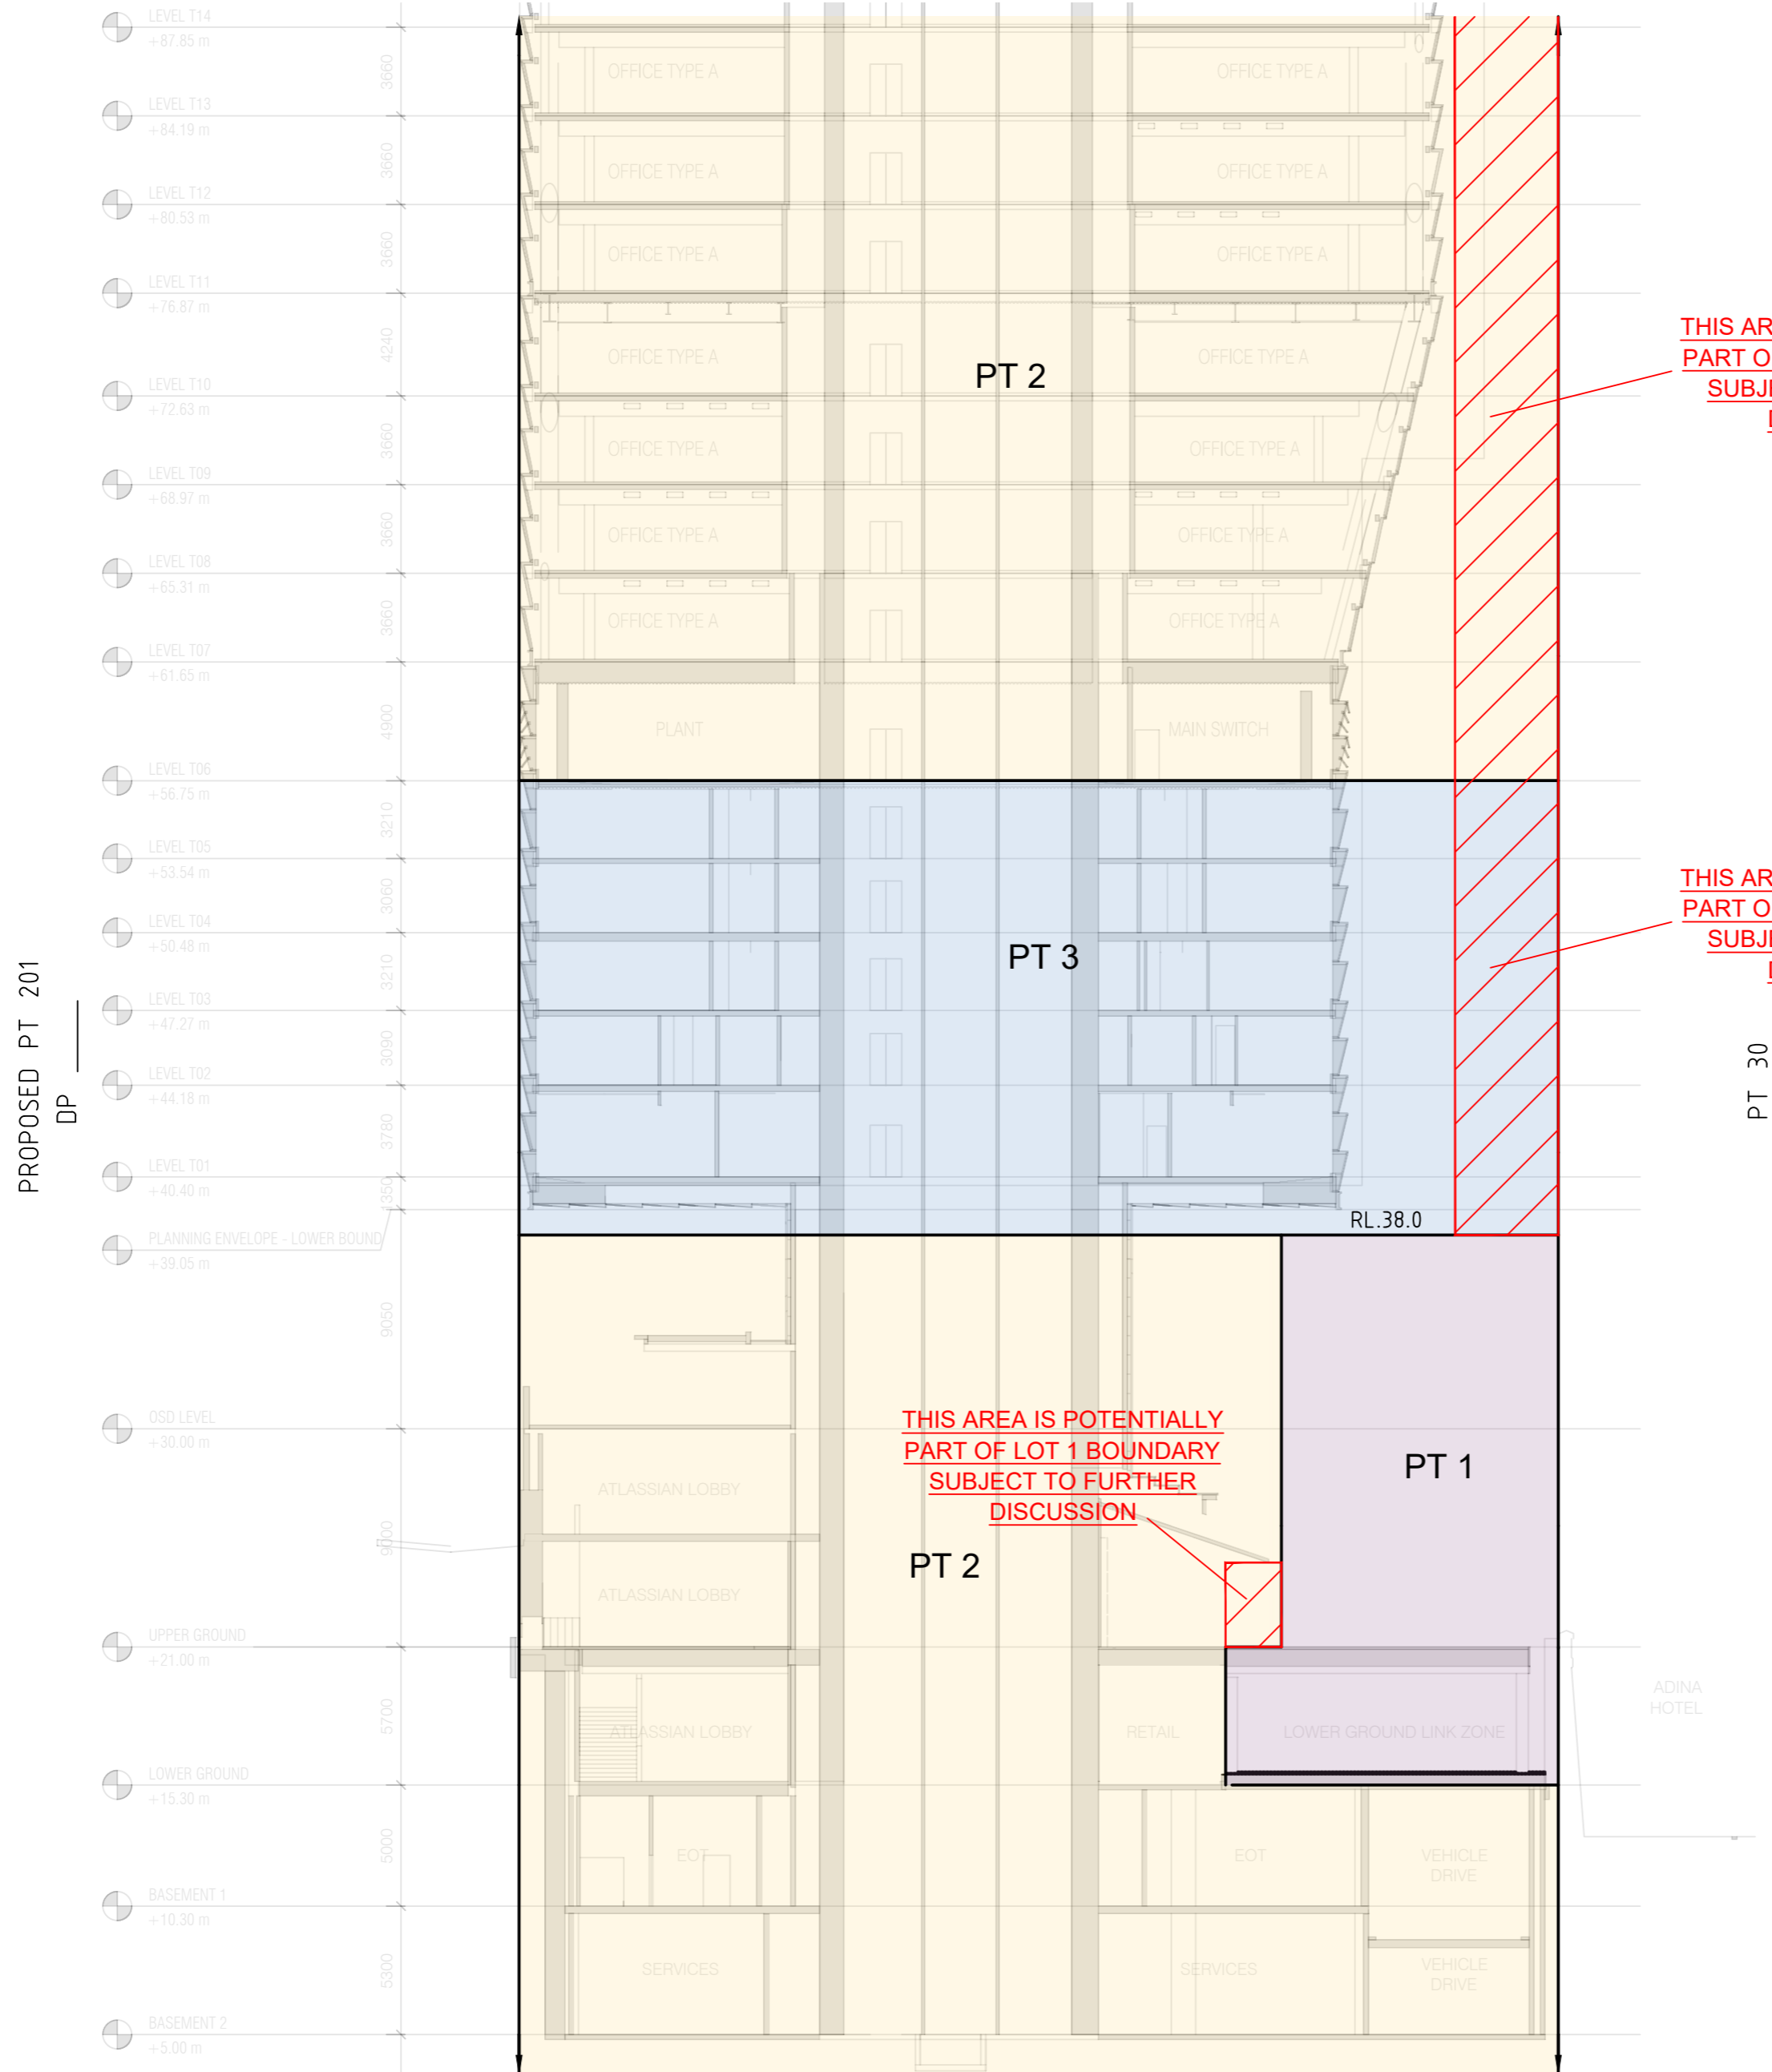 LEVEL T14
+87.85 m
3660
OFFICE TYPE A
OFFICE TYPE A
LEVEL T13
+84.19 m
3660
OFFICE TYPE A
OFFICE TYPE A
LEVEL T12
+80.53 m
3660
OFFICE TYPE A
OFFICE TYPE A
LEVEL T11
+76.87 m
4240
OFFICE TYPE A
OFFICE TYPE A
PT 2
LEVEL T10
+72.63 m
3660
OFFICE TYPE A
OFFICE TYPE A
LEVEL T09
+68.97 m
3660
OFFICE TYPE A
OFFICE TYPE A
LEVEL T08
+65.31 m
3660
OFFICE TYPE A
OFFICE TYPE A
LEVEL T07
+61.65 m
4900
PLANT
MAIN SWITCH
LEVEL T06
+56.75 m
3210
LEVEL T05
+53.54 m
3060
LEVEL T04
+50.48 m
3210
PT 3
LEVEL T03
+47.27 m
3090
LEVEL T02
+44.18 m
3780
LEVEL T01
+40.40 m
1350
RL.38.0
PLANNING ENVELOPE - LOWER BOUND
+39.05 m
9050
OSD LEVEL
+30.00 m
9000
ATLASSIAN LOBBY
ATLASSIAN LOBBY
THIS AREA IS POTENTIALLY
PART OF LOT 1 BOUNDARY
SUBJECT TO FURTHER
DISCUSSION
PT 1
PT 2
UPPER GROUND
+21.00 m
5700
ATLASSIAN LOBBY
RETAIL
LOWER GROUND LINK ZONE
ADINA
HOTEL
LOWER GROUND
+15.30 m
5000
EOT
EOT
VEHICLE
DRIVE
BASEMENT 1
+10.30 m
5300
SERVICES
SERVICES
VEHICLE
DRIVE
BASEMENT 2
+5.00 m
PROPOSED PT 201
DP
THIS
PART
THIS
PART
PT 30